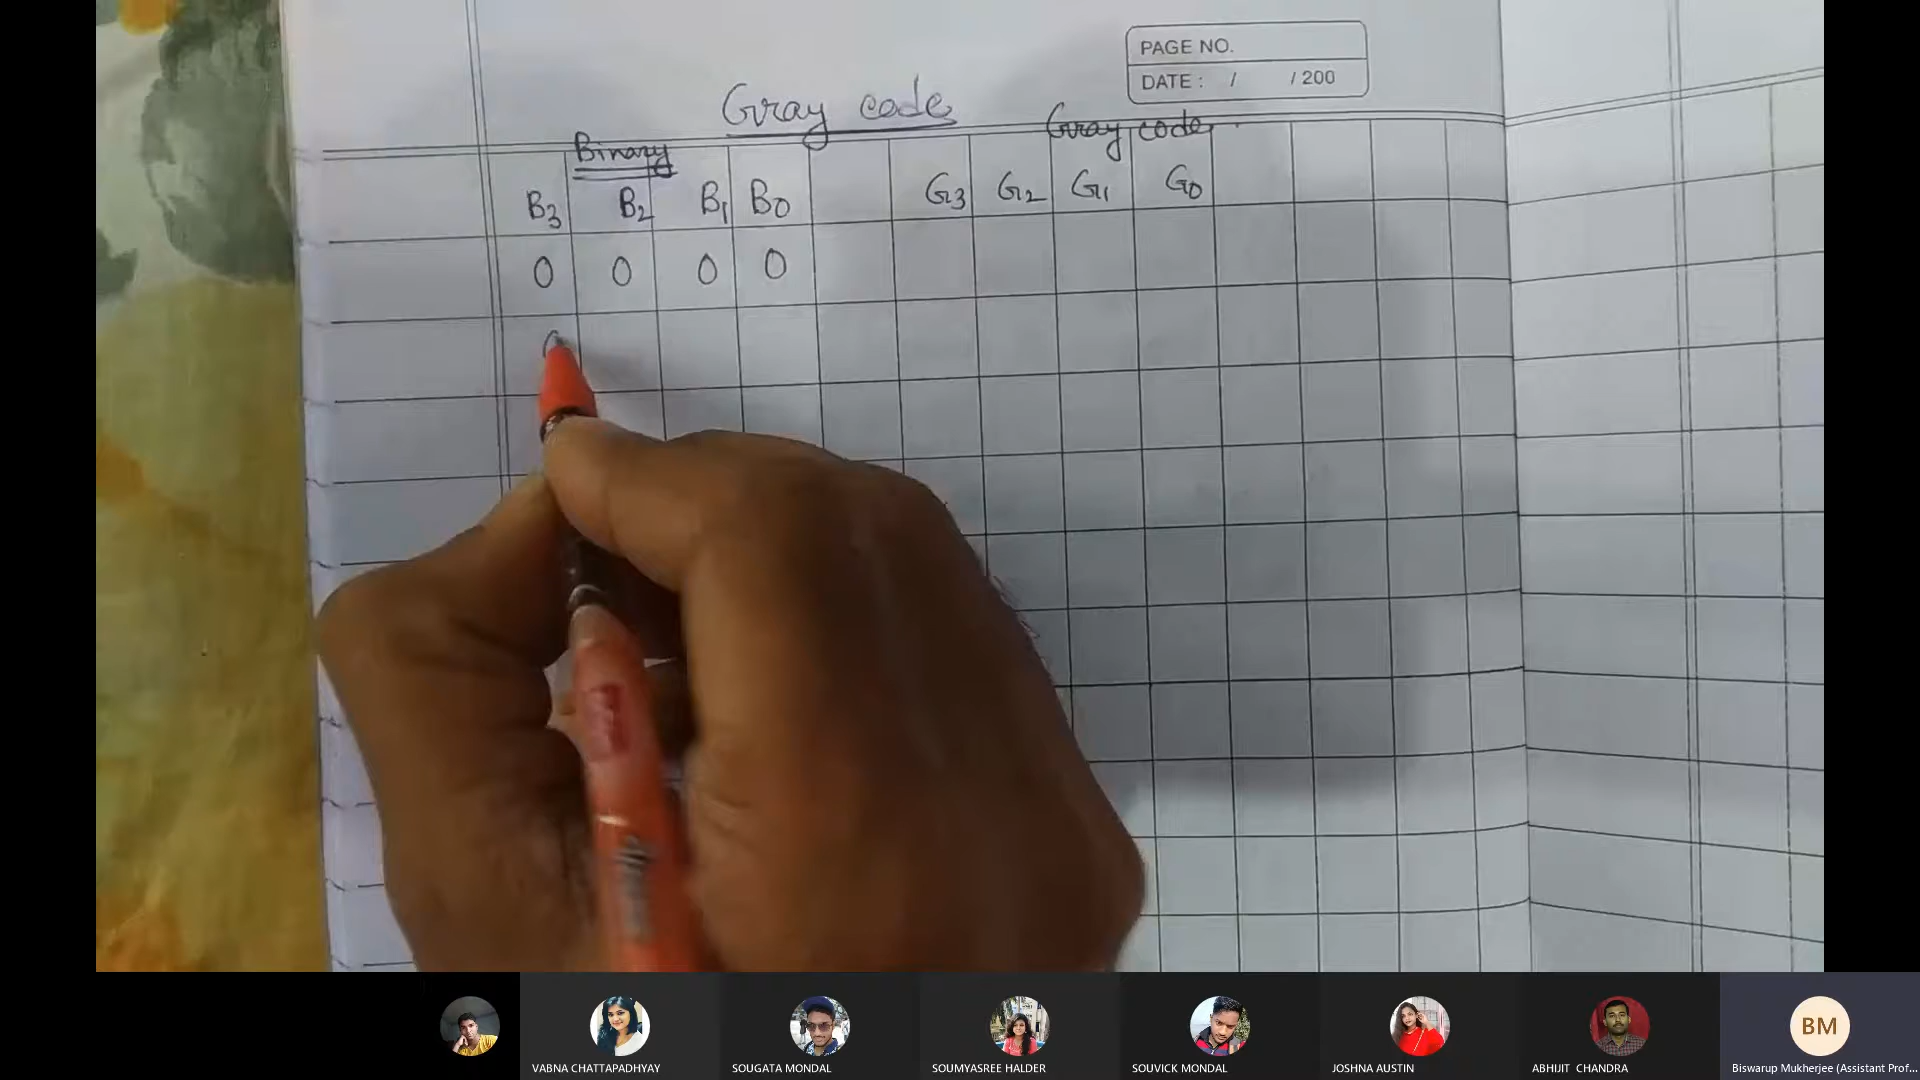 PAGE NO.
DATE : / / 200
Gray code
Binary
Gray code
B3 B2 B1 B0 G3 G2 G1 G0
0 0 0 0
VABNA CHATTAPADHYAY
SOUGATA MONDAL
SOUMYASREE HALDER
SOUVICK MONDAL
JOSHNA AUSTIN
ABHIJIT CHANDRA
BM
Biswarup Mukherjee (Assistant Prof...